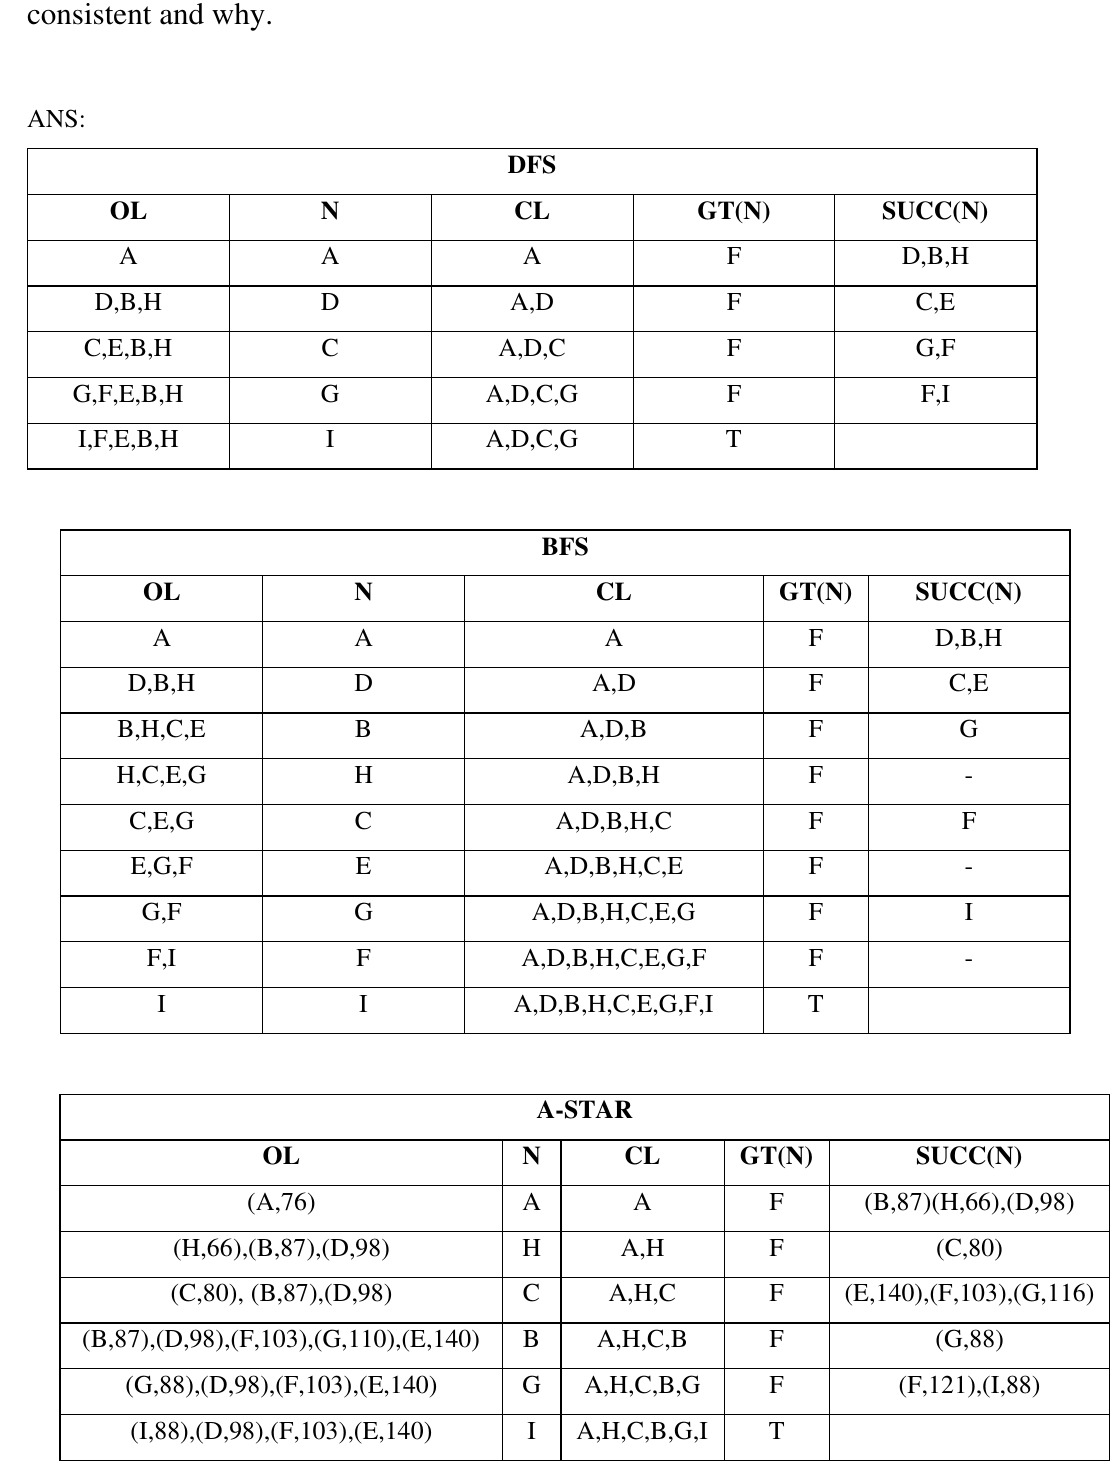 consistent and why.
ANS:
DFS
OL N CL GT(N) SUCC(N)
A A A F D,B,H
D,B,H D A,D F C,E
C,E,B,H C A,D,C F G,F
G,F,E,B,H G A,D,C,G F F,I
I,F,E,B,H I A,D,C,G T
BFS
OL N CL GT(N) SUCC(N)
A A A F D,B,H
D,B,H D A,D F C,E
B,H,C,E B A,D,B F G
H,C,E,G H A,D,B,H F -
C,E,G C A,D,B,H,C F F
E,G,F E A,D,B,H,C,E F -
G,F G A,D,B,H,C,E,G F I
F,I F A,D,B,H,C,E,G,F F -
I I A,D,B,H,C,E,G,F,I T
A-STAR
OL N CL GT(N) SUCC(N)
(A,76) A A F (B,87)(H,66),(D,98)
(H,66),(B,87),(D,98) H A,H F (C,80)
(C,80), (B,87),(D,98) C A,H,C F (E,140),(F,103),(G,116)
(B,87),(D,98),(F,103),(G,110),(E,140) B A,H,C,B F (G,88)
(G,88),(D,98),(F,103),(E,140) G A,H,C,B,G F (F,121),(I,88)
(I,88),(D,98),(F,103),(E,140) I A,H,C,B,G,I T